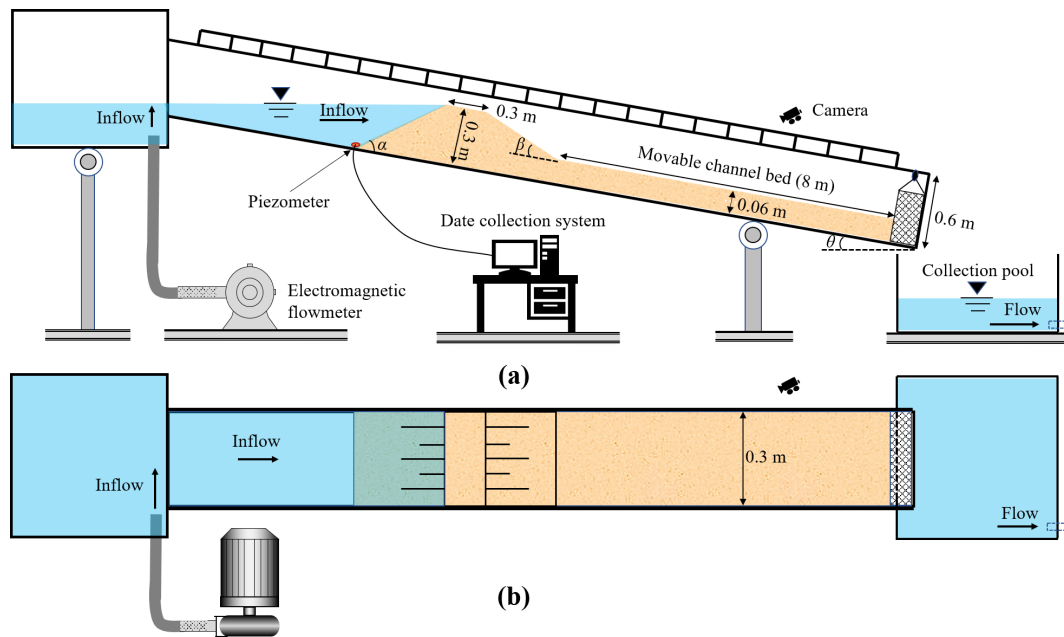 (a)
Inflow
Inflow
0.3 m
Camera
0.3 m
α
β
Movable channel bed (8 m)
Piezometer
0.06 m
0.6 m
θ
Date collection system
Collection pool
Electromagnetic
flowmeter
Flow
(a)
Inflow
0.3 m
Inflow
Flow
(b)